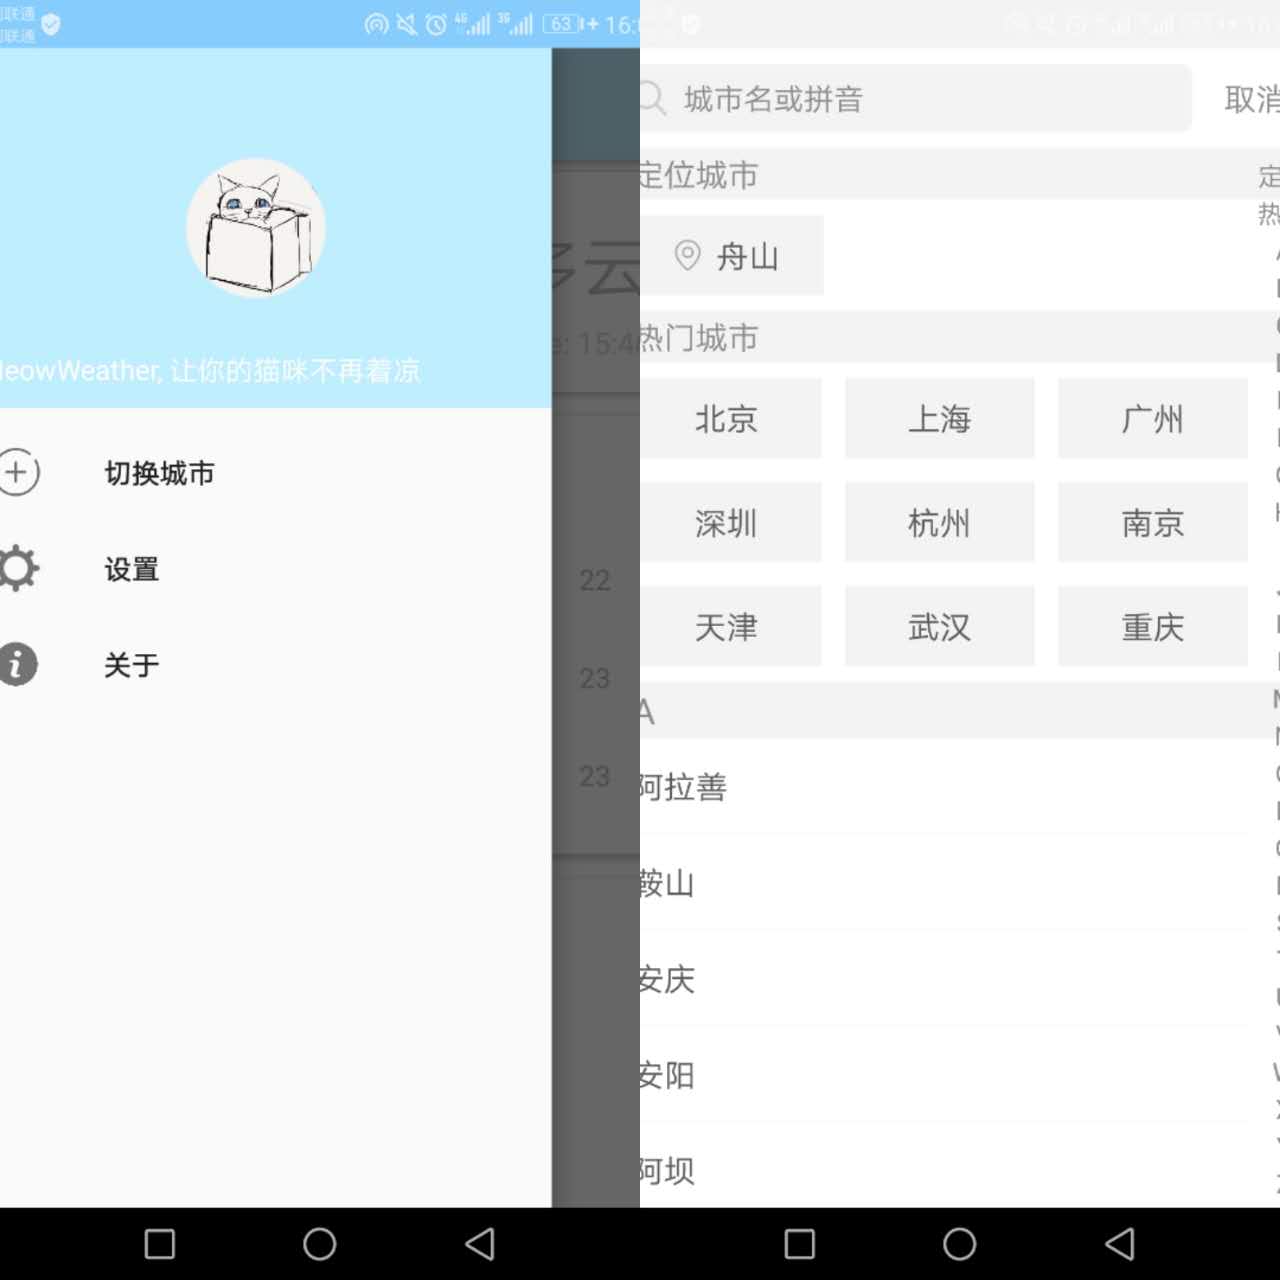 联通
联通
4G
3G
63
16:
eowWeather, 让你的猫咪不再着凉
切换城市
设置
关于
多云
e: 15:4
22
23
23
城市名或拼音
取消
定位城市
定
热
舟山
热门城市
北京
上海
广州
深圳
杭州
南京
天津
武汉
重庆
A
阿拉善
鞍山
安庆
安阳
阿坝